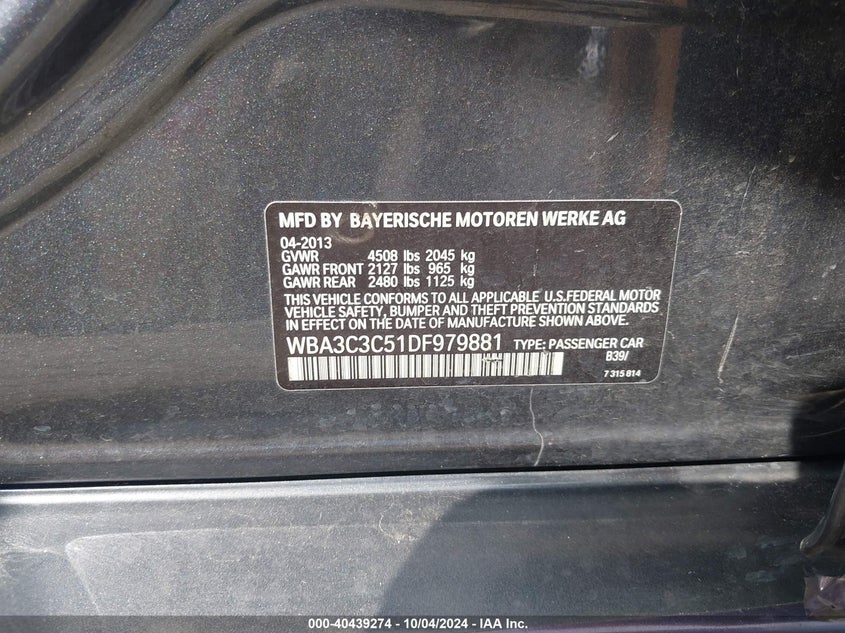 MFD BY BAYERISCHE MOTOREN WERKE AG
04-2013
GVWR 4508 lbs 2045 kg
GAWR FRONT 2127 lbs 965 kg
GAWR REAR 2480 lbs 1125 kg
THIS VEHICLE CONFORMS TO ALL APPLICABLE U.S.FEDERAL MOTOR
VEHICLE SAFETY, BUMPER AND THEFT PREVENTION STANDARDS
IN EFFECT ON THE DATE OF MANUFACTURE SHOWN ABOVE.
WBA3C3C51DF979881 TYPE: PASSENGER CAR
B39/
7 315 814
000-40439274 - 10/04/2024 - IAA Inc.